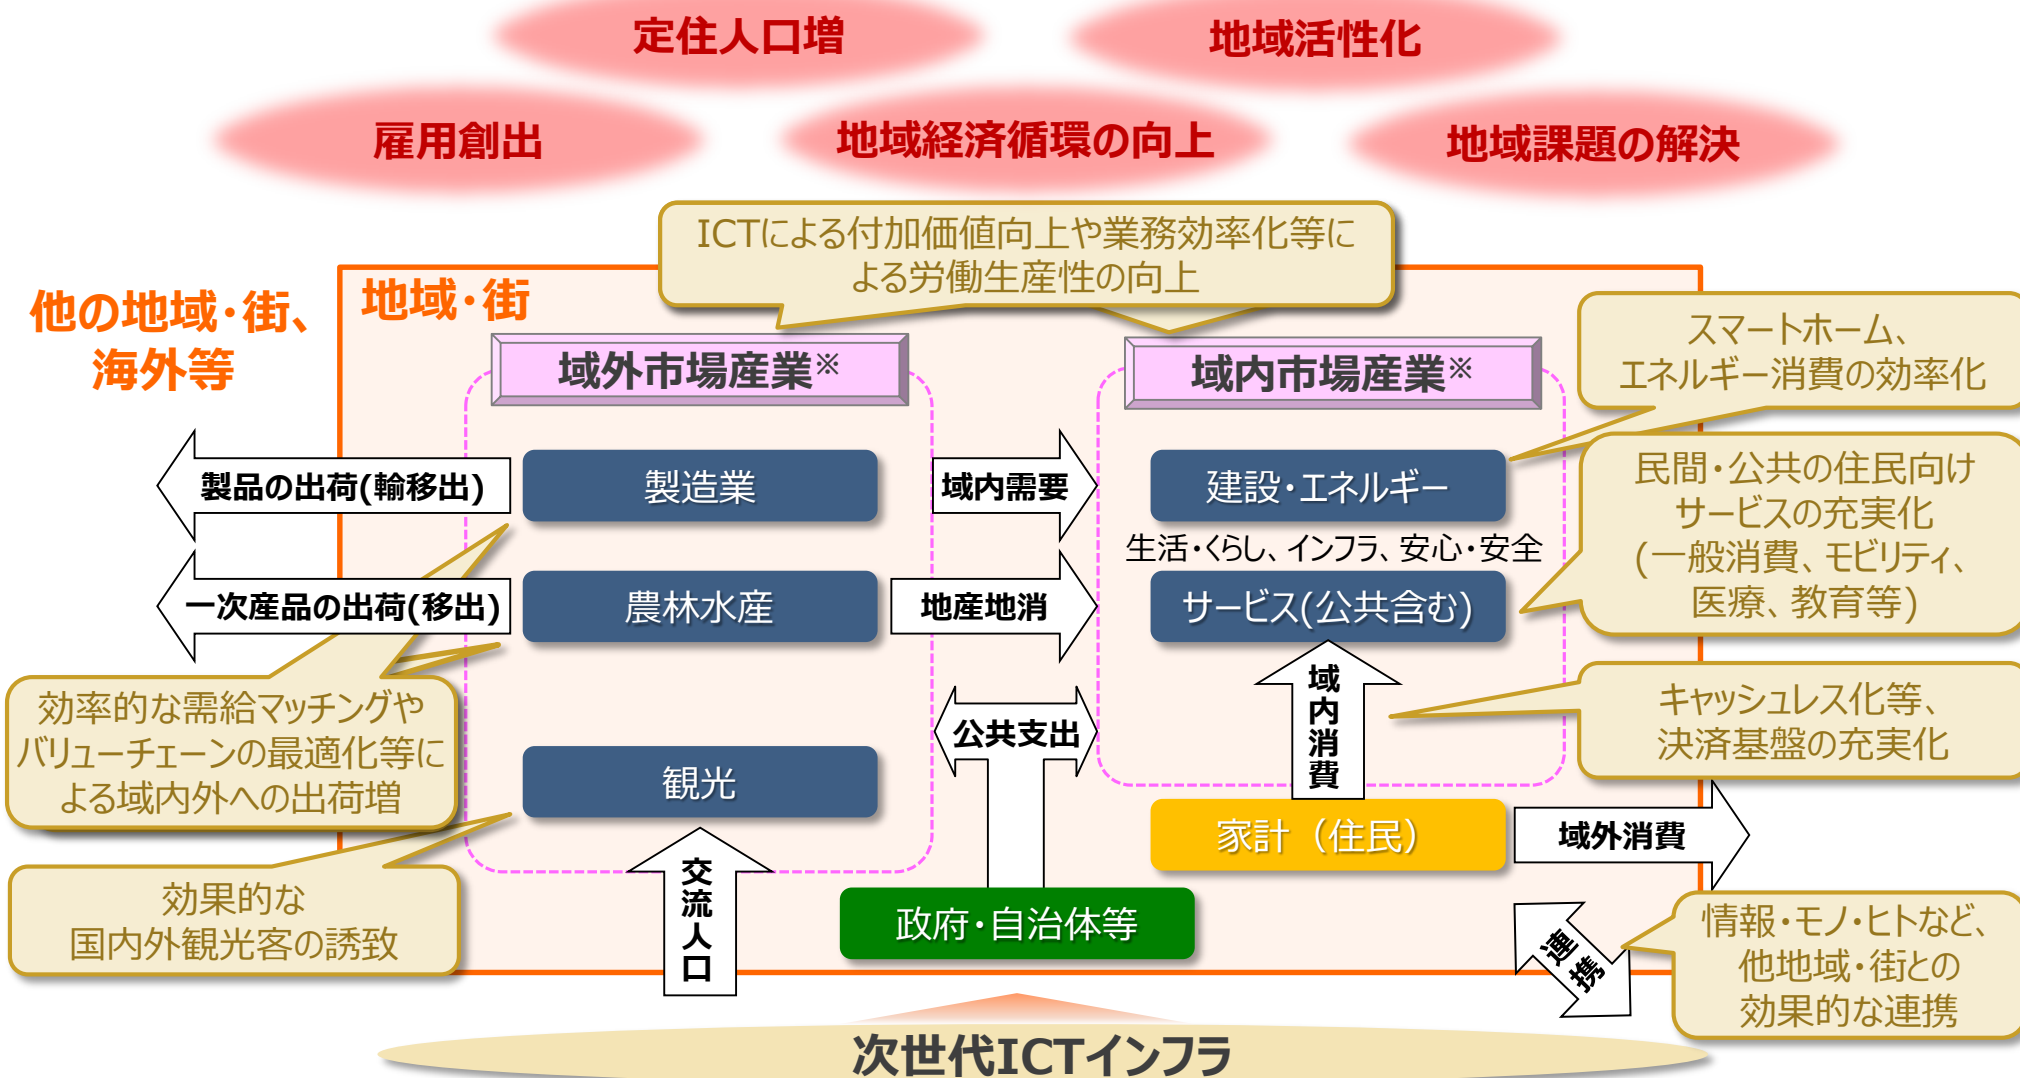 定住人口増
地域活性化
雇用創出
地域経済循環の向上
地域課題の解決
ICTによる付加価値向上や業務効率化等に
よる労働生産性の向上
他の地域・街、
海外等
地域・街
域外市場産業※
域内市場産業※
スマートホーム、
エネルギー消費の効率化
製品の出荷(輸移出)
製造業
域内需要
建設・エネルギー
民間・公共の住民向け
サービスの充実化
(一般消費、モビリティ、
医療、教育等)
生活・くらし、インフラ、安心・安全
一次産品の出荷(移出)
農林水産
地産地消
サービス(公共含む)
効率的な需給マッチングや
バリューチェーンの最適化等に
よる域内外への出荷増
公共支出
域内消費
キャッシュレス化等、
決済基盤の充実化
観光
家計（住民）
域外消費
効果的な
国内外観光客の誘致
交流人口
政府・自治体等
連携
情報・モノ・ヒトなど、
他地域・街との
効果的な連携
次世代ICTインフラ